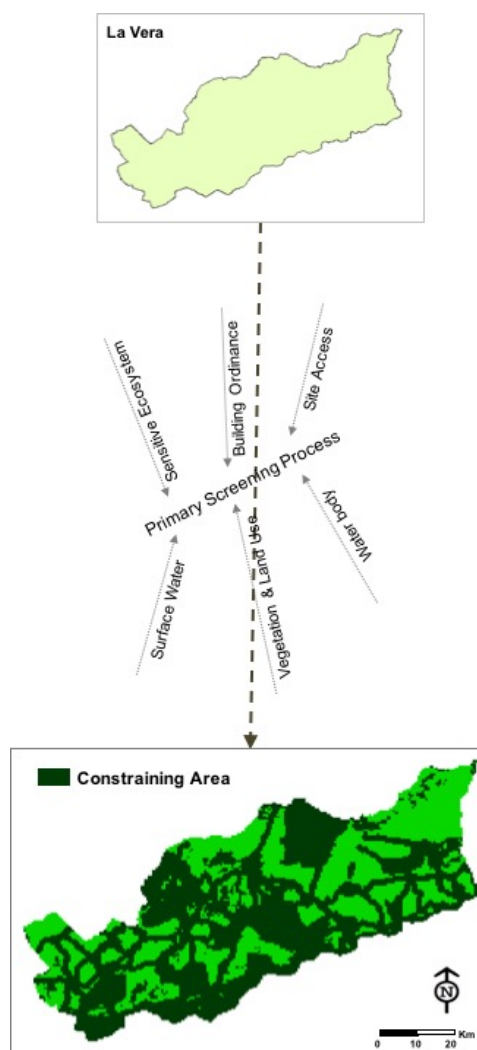 La Vera
Sensitive Ecosystem
Building Ordinance
Site Access
Primary Screening Process
Surface Water
Vegetation & Land Use
Water body
Constraining Area
N
0 10 20 Km